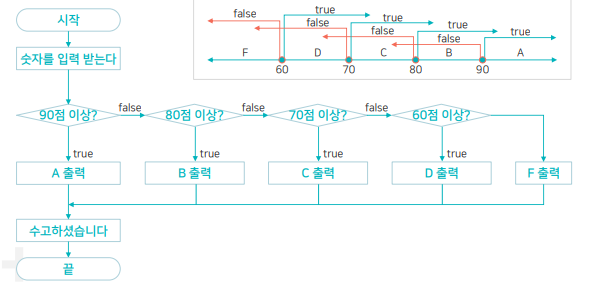 시작
숫자를 입력 받는다
false
true
false
true
false
true
false
true
F
D
C
B
A
60
70
80
90
90점 이상?
false
80점 이상?
false
70점 이상?
false
60점 이상?
true
true
true
true
A 출력
B 출력
C 출력
D 출력
F 출력
수고하셨습니다
끝